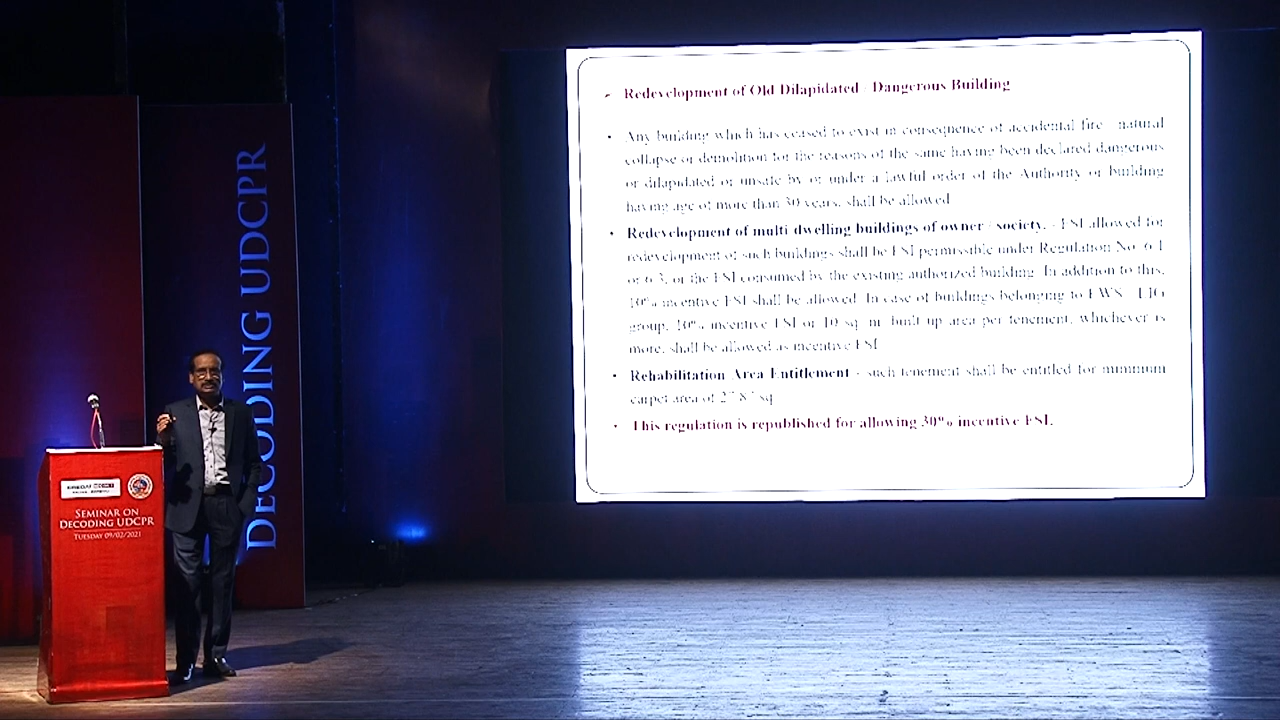 Redevelopment of Old Dilapidated / Dangerous Building
Any building which has ceased to exist in consequence of accidental fire / natural
collapse or demolition for the reasons of the same having been declared dangerous
or dilapidated or unsafe by or under a lawful order of the Authority or building
having age of more than 30 years, shall be allowed
Redevelopment of multi dwelling buildings of owner / society. - FSI allowed for
redevelopment of such buildings shall be FSI permissible under Regulation No. 6.1
or 6.3, or the FSI consumed by the existing authorized building. In addition to this,
incentive FSI shall be allowed. In case of buildings belonging to EWS / LIG
group, incentive FSI or 10 sq. m. built up area per tenement, whichever is
more, shall be allowed as incentive FSI
Rehabilitation Area Entitlement - such tenement shall be entitled for minimum
carpet area of sq
This regulation is republished for allowing 30% incentive FSI.
DECODING UDCPR
SEMINAR ON
DECODING UDCPR
TUESDAY 09/02/2021